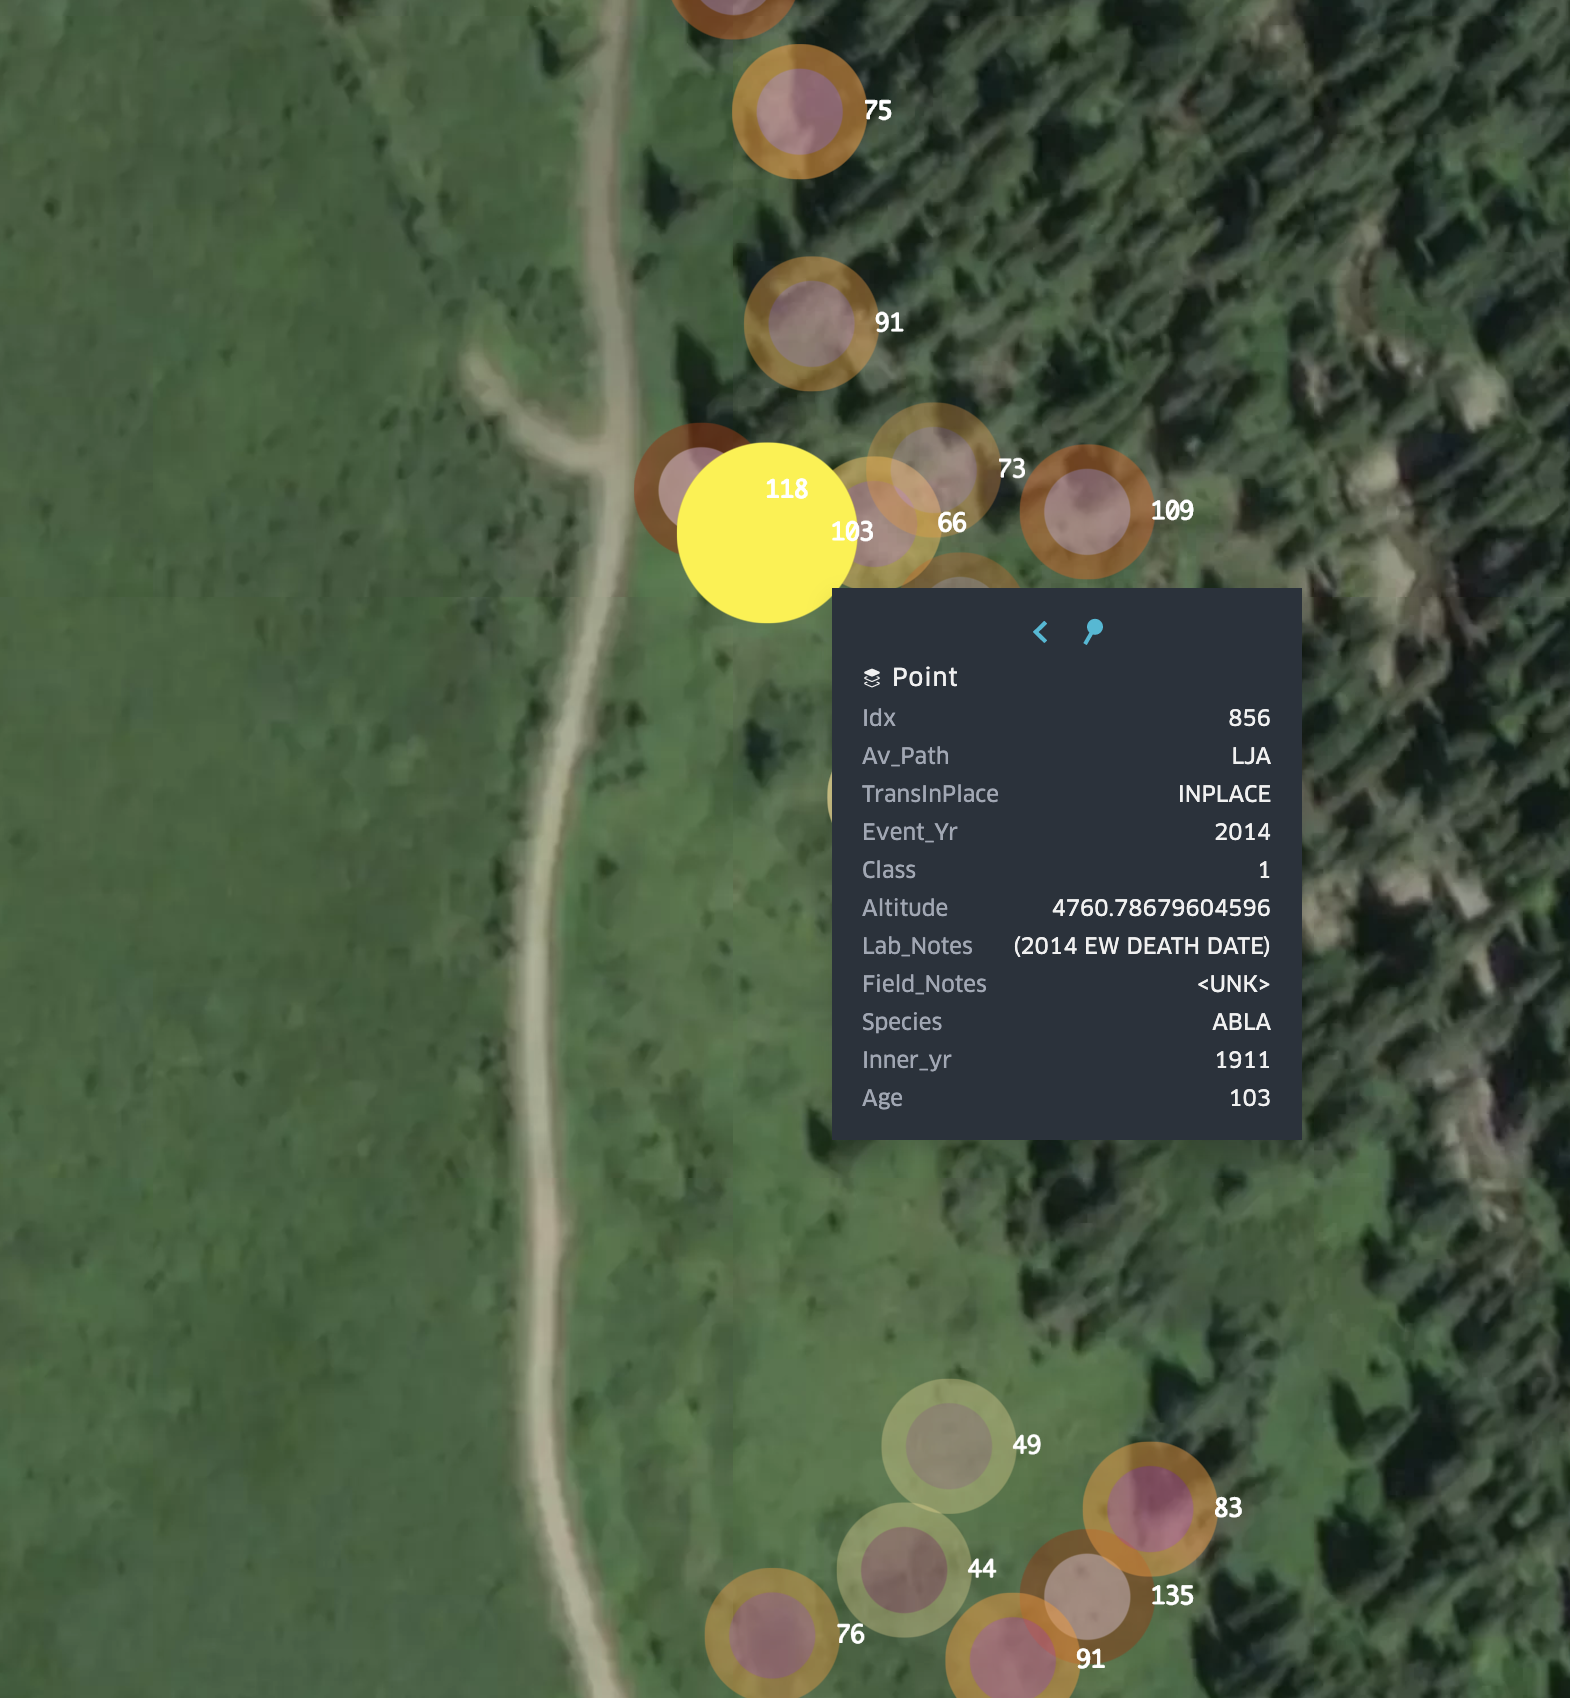 75
91
73
118
109
66
103
Point
Idx 856
Av_Path LJA
TransInPlace INPLACE
Event_Yr 2014
Class 1
Altitude 4760.78679604596
Lab_Notes (2014 EW DEATH DATE)
Field_Notes <UNK>
Species ABLA
Inner_yr 1911
Age 103
49
83
44
135
76
91